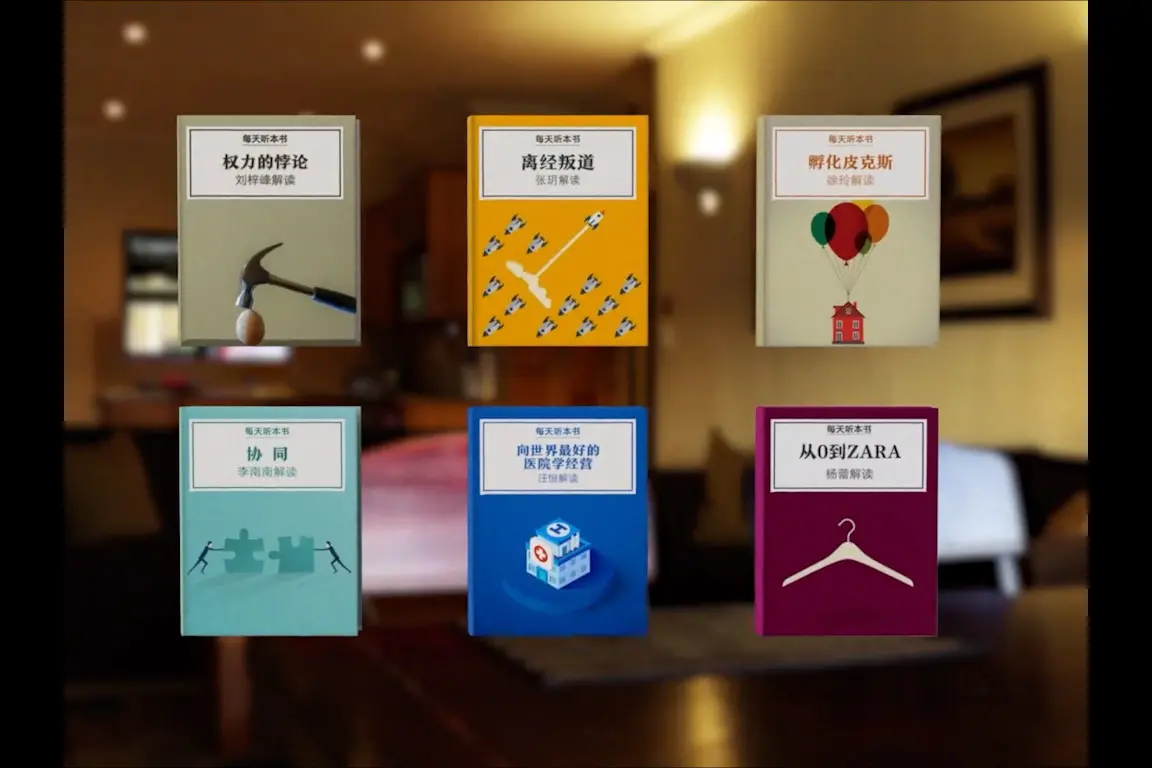 每天听本书
权力的悖论
刘梓峰解读
每天听本书
离经叛道
张玥解读
每天听本书
孵化皮克斯
徐玲解读
每天听本书
协 同
李南南解读
每天听本书
向世界最好的
医院学经营
汪恒解读
每天听本书
从0到ZARA
杨蕾解读
H